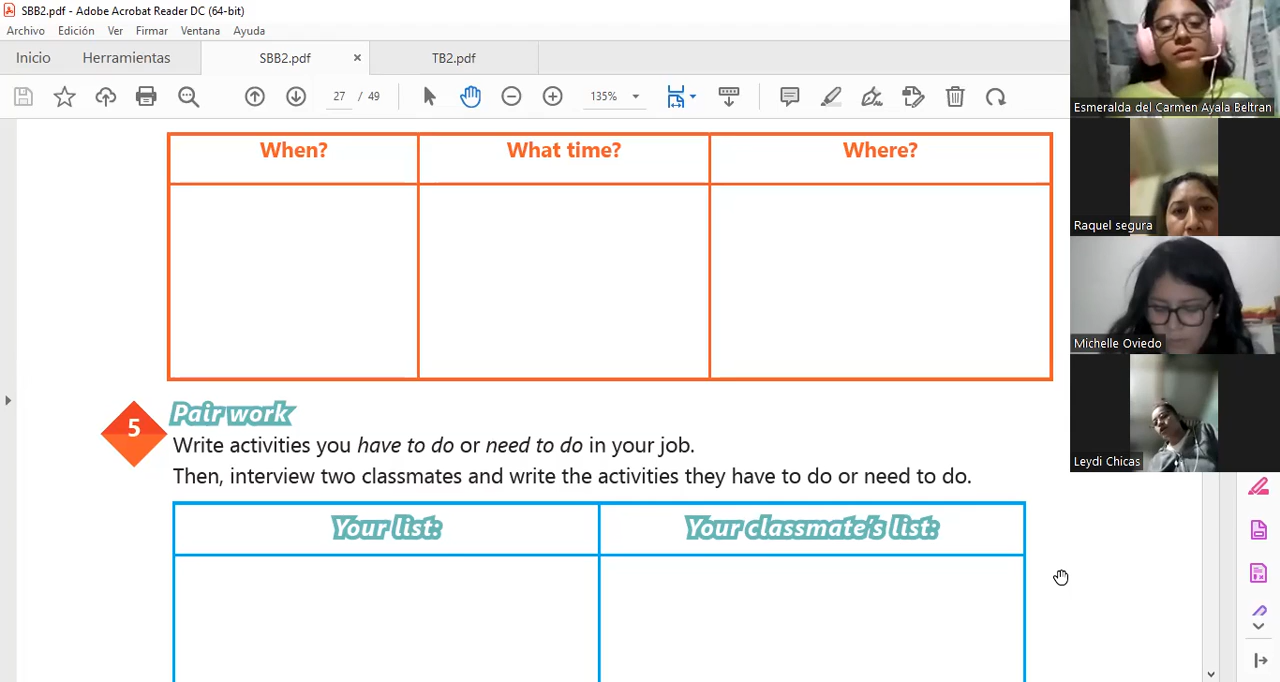 SBB2.pdf - Adobe Acrobat Reader DC (64-bit)
Archivo Edición Ver Firmar Ventana Ayuda
Inicio Herramientas SBB2.pdf × TB2.pdf
27 / 49 135%
When? What time? Where?
5 Pair work
Write activities you have to do or need to do in your job.
Then, interview two classmates and write the activities they have to do or need to do.
Your list: Your classmate's list:
Esmeralda del Carmen Ayala Beltran
Raquel segura
Michelle Oviedo
Leydi Chicas